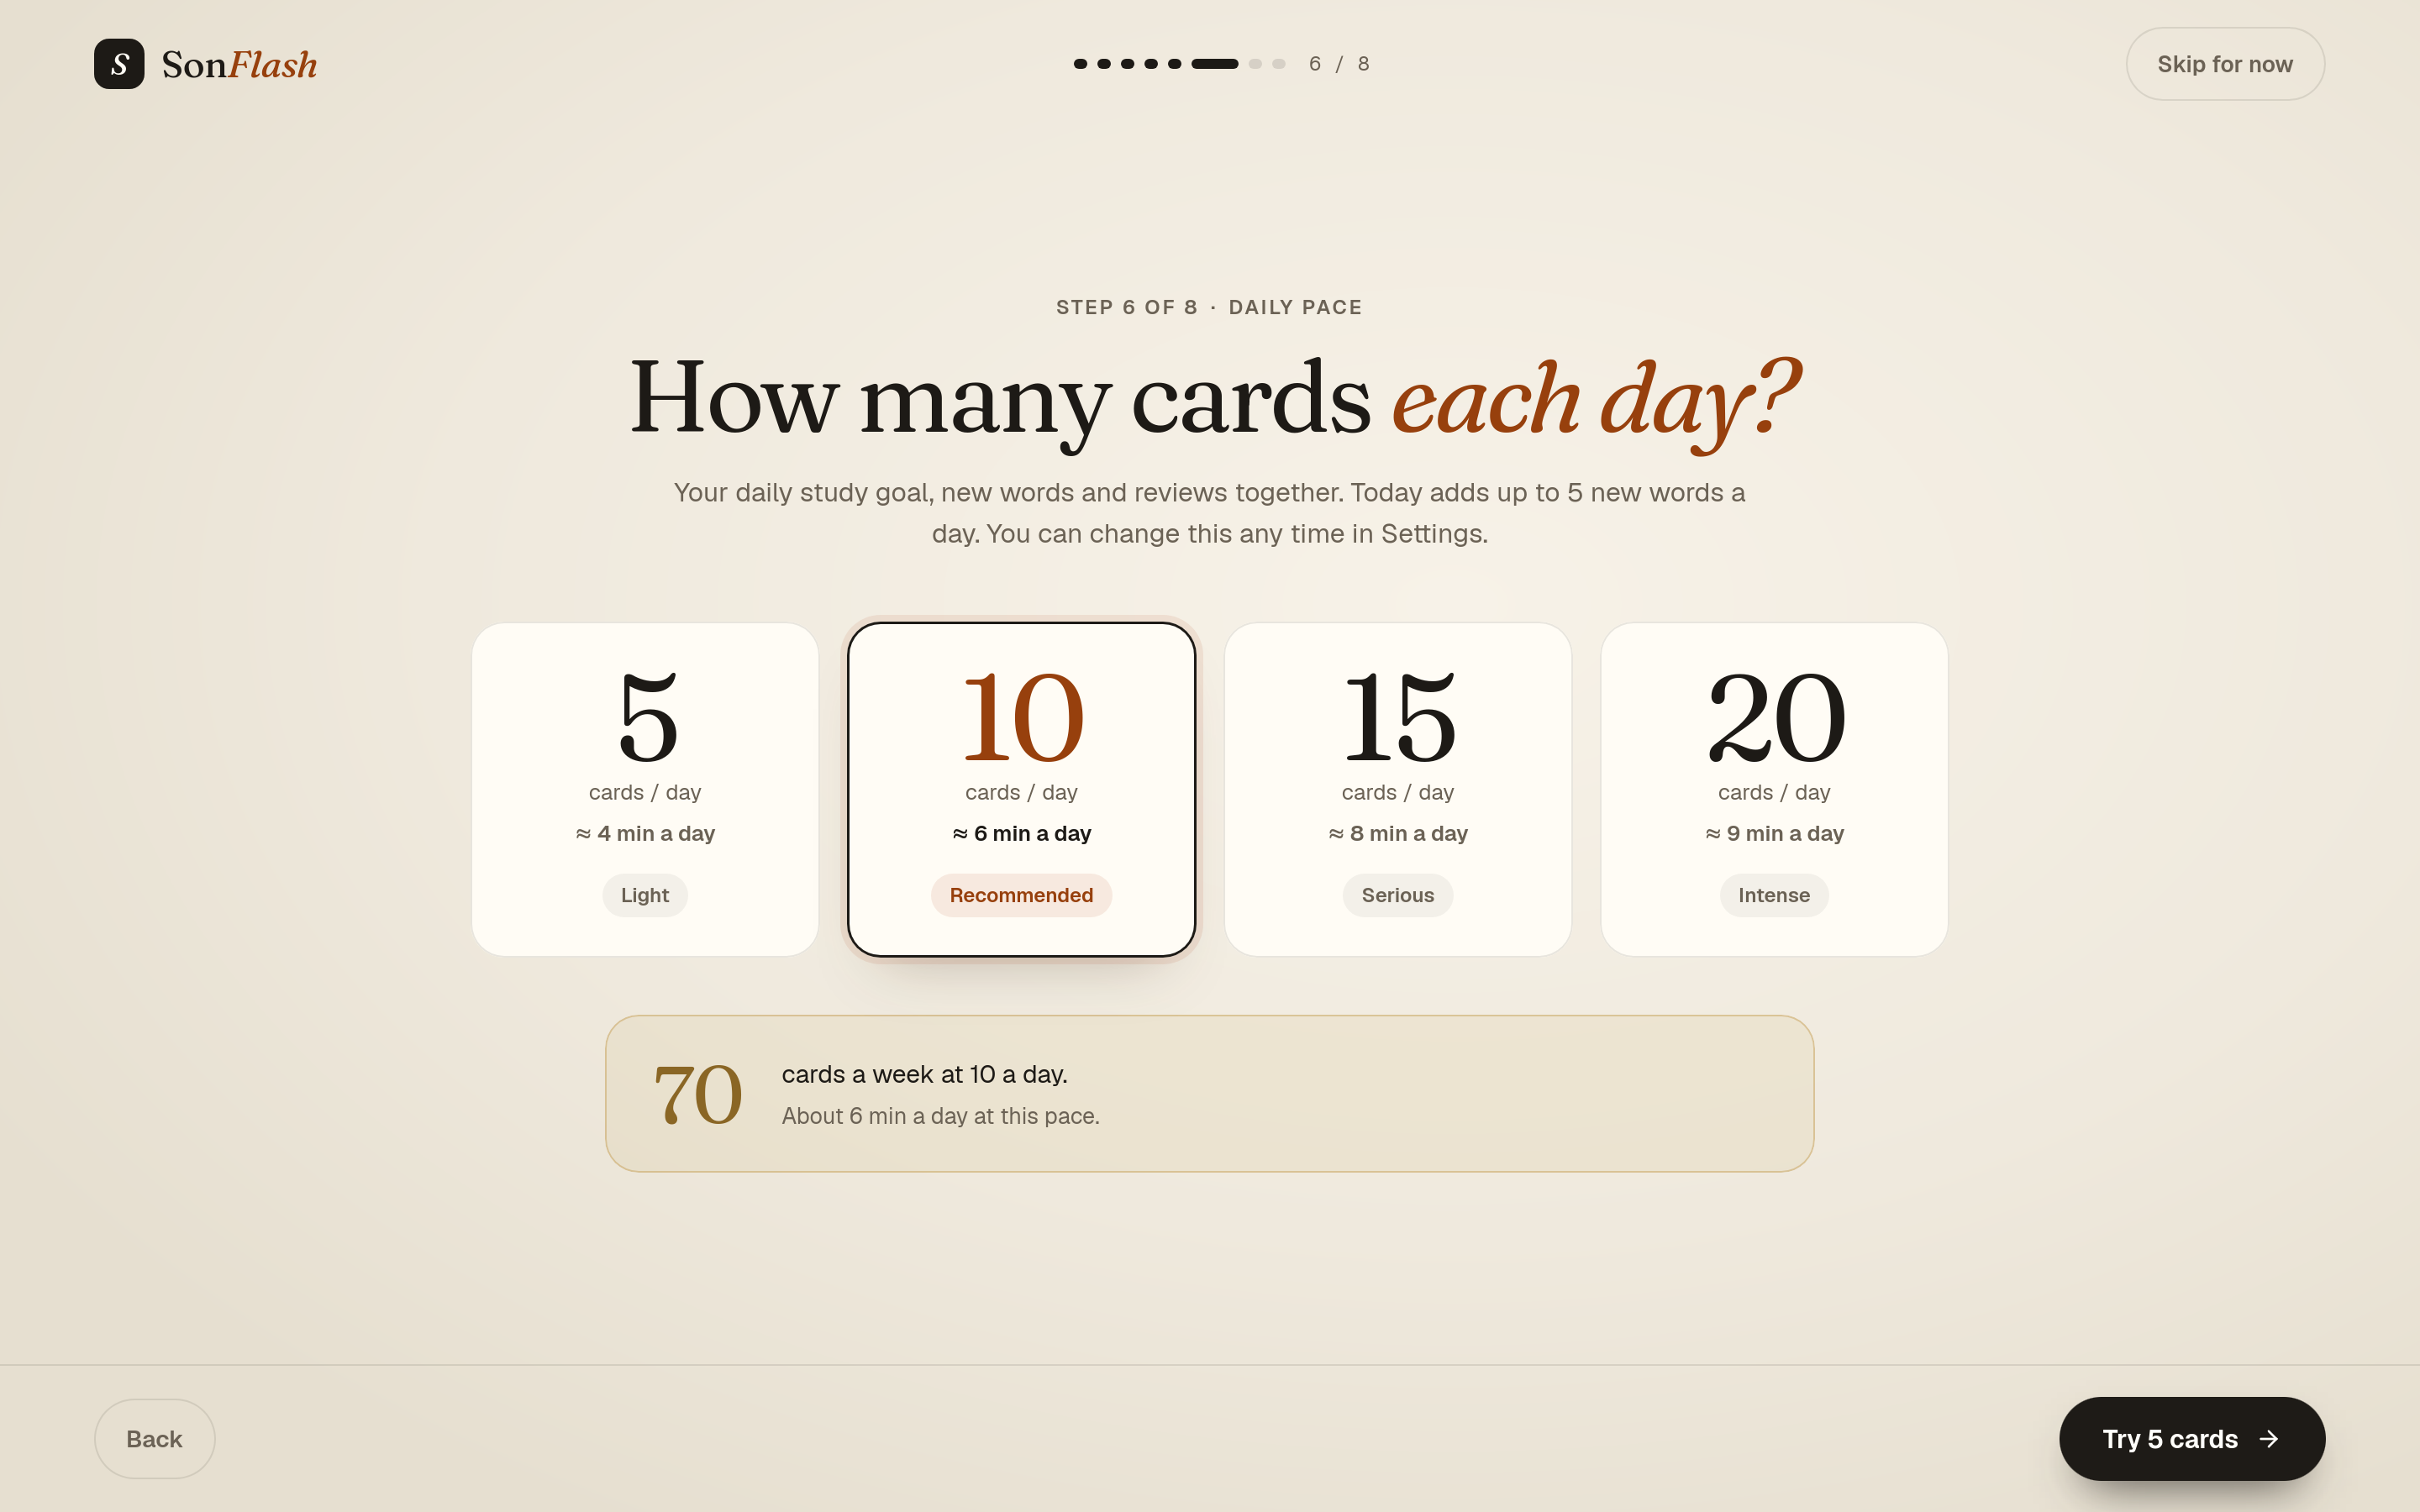 S SonFlash
6 / 8
Skip for now
STEP 6 OF 8 · DAILY PACE
How many cards each day?
Your daily study goal, new words and reviews together. Today adds up to 5 new words a
day. You can change this any time in Settings.
5
cards / day
≈ 4 min a day
Light
10
cards / day
≈ 6 min a day
Recommended
15
cards / day
≈ 8 min a day
Serious
20
cards / day
≈ 9 min a day
Intense
70
cards a week at 10 a day.
About 6 min a day at this pace.
Back
Try 5 cards →